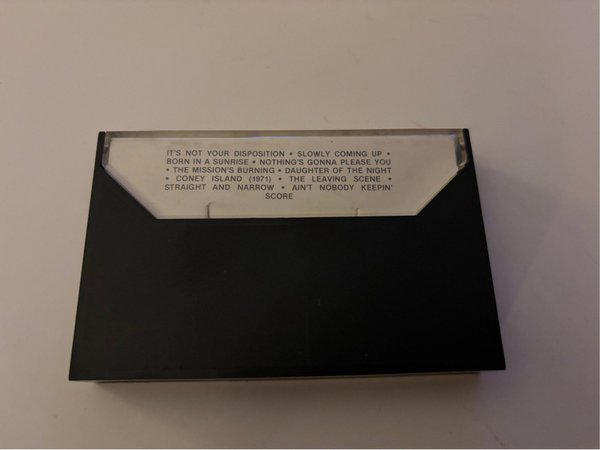 IT'S NOT YOUR DISPOSITION • SLOWLY COMING UP •
BORN IN A SUNRISE • NOTHING'S GONNA PLEASE YOU
• THE MISSION'S BURNING • DAUGHTER OF THE NIGHT
• CONEY ISLAND (1971) • THE LEAVING SCENE •
STRAIGHT AND NARROW • AIN'T NOBODY KEEPIN'
SCORE